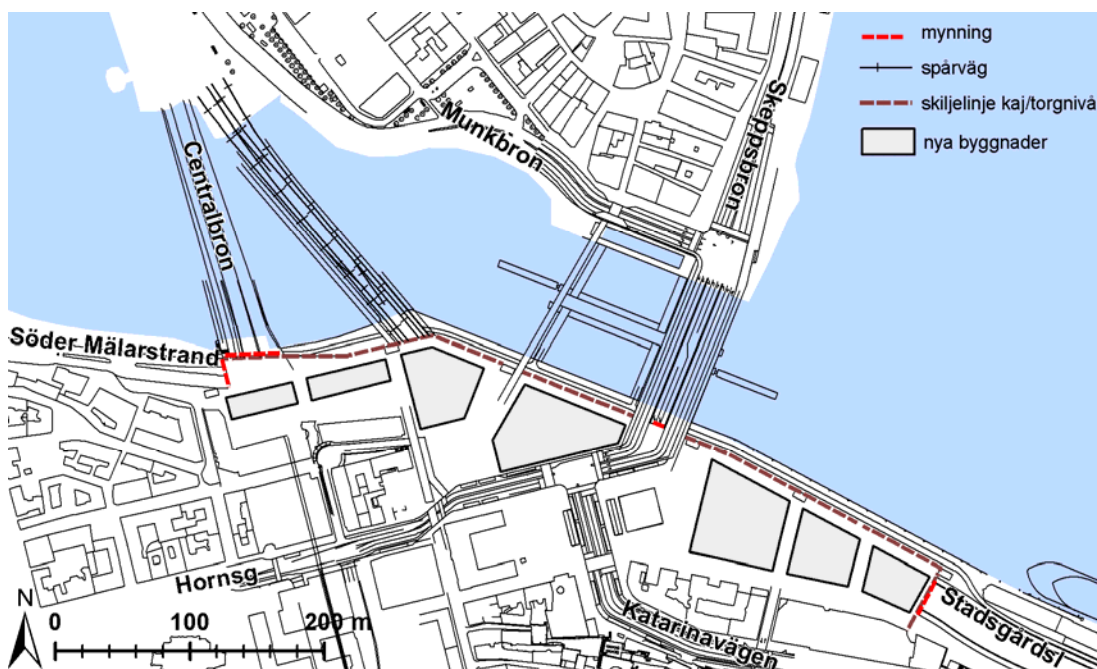 mynning
spårväg
skiljelinje kaj/torgnivå
nya byggnader
Munkbron
Skeppsbron
Centralbron
Söder Mälarstrand
Hornsg
Katarinavägen
Stadsgårdsl
N
0 100 200 m